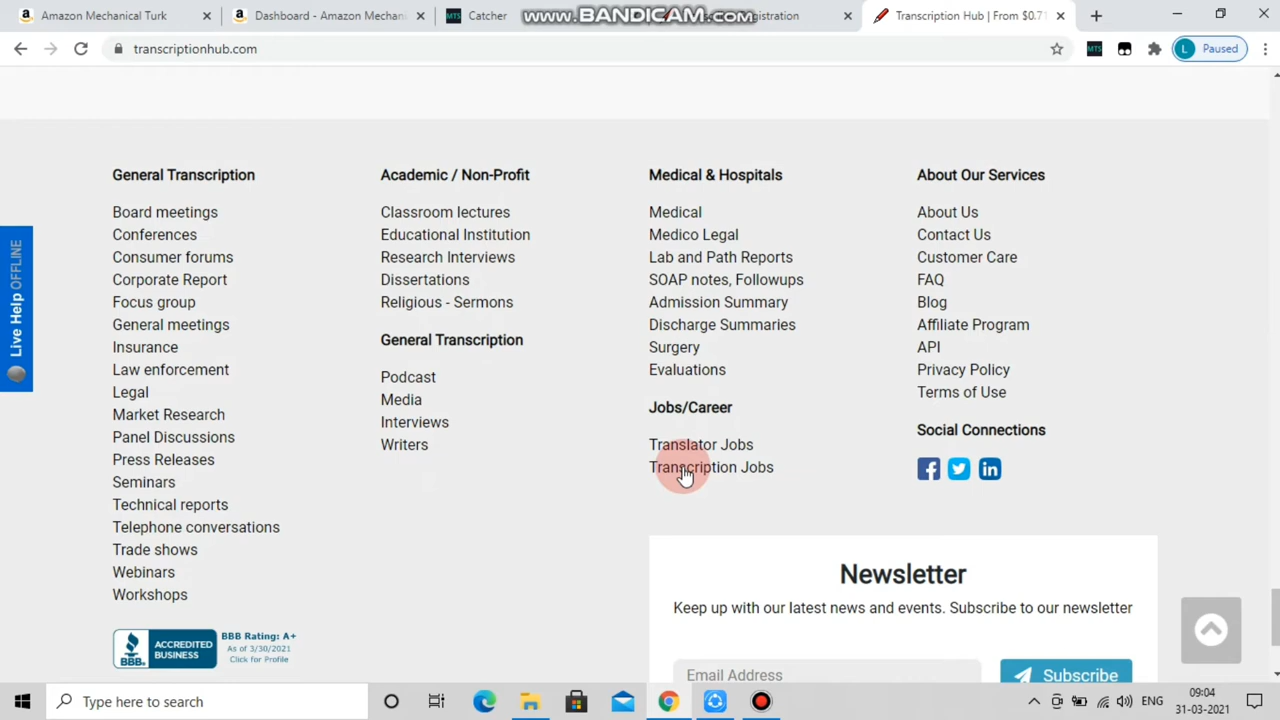 Amazon Mechanical Turk
Dashboard - Amazon Mechan
MTS
Catcher
www.BANDICAM.com
gistration
Transcription Hub | From $0.71
transcriptionhub.com
MTS
L
Paused
Live Help OFFLINE
General Transcription
Board meetings
Conferences
Consumer forums
Corporate Report
Focus group
General meetings
Insurance
Law enforcement
Legal
Market Research
Panel Discussions
Press Releases
Seminars
Technical reports
Telephone conversations
Trade shows
Webinars
Workshops
BBB.
ACCREDITED
BUSINESS
BBB Rating: A+
As of 3/30/2021
Click for Profile
Academic / Non-Profit
Classroom lectures
Educational Institution
Research Interviews
Dissertations
Religious - Sermons
General Transcription
Podcast
Media
Interviews
Writers
Medical & Hospitals
Medical
Medico Legal
Lab and Path Reports
SOAP notes, Followups
Admission Summary
Discharge Summaries
Surgery
Evaluations
Jobs/Career
Translator Jobs
Transcription Jobs
About Our Services
About Us
Contact Us
Customer Care
FAQ
Blog
Affiliate Program
API
Privacy Policy
Terms of Use
Social Connections
Newsletter
Keep up with our latest news and events. Subscribe to our newsletter
Email Address
Subscribe
Type here to search
ENG
09:04
31-03-2021